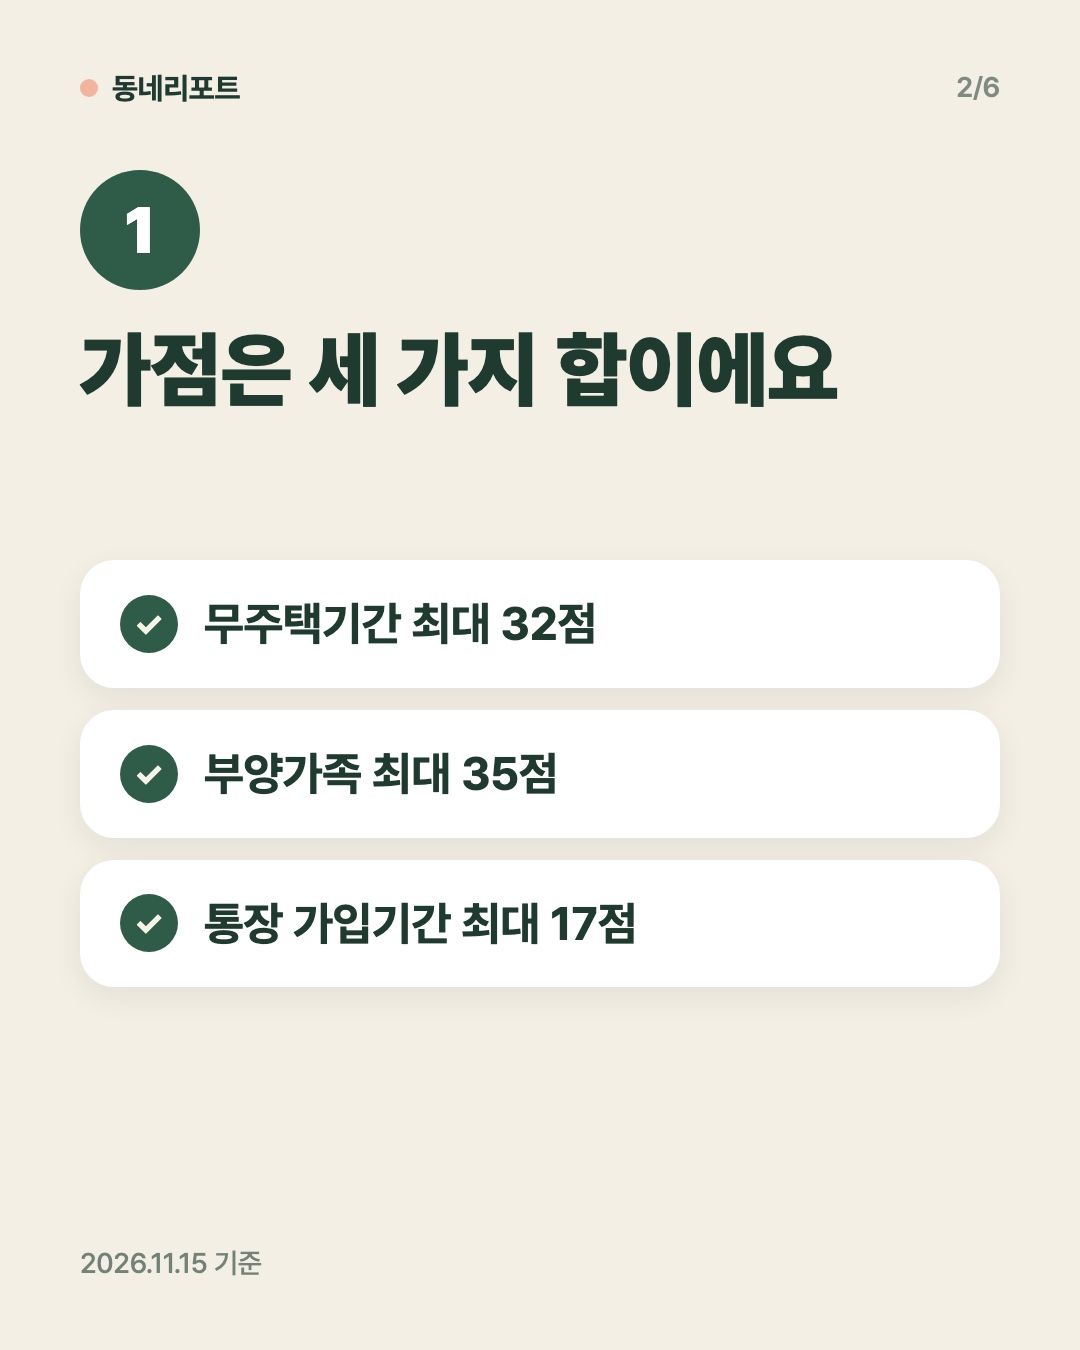 동네리포트
2/6
1
가점은 세 가지 합이에요
무주택기간 최대 32점
부양가족 최대 35점
통장 가입기간 최대 17점
2026.11.15 기준